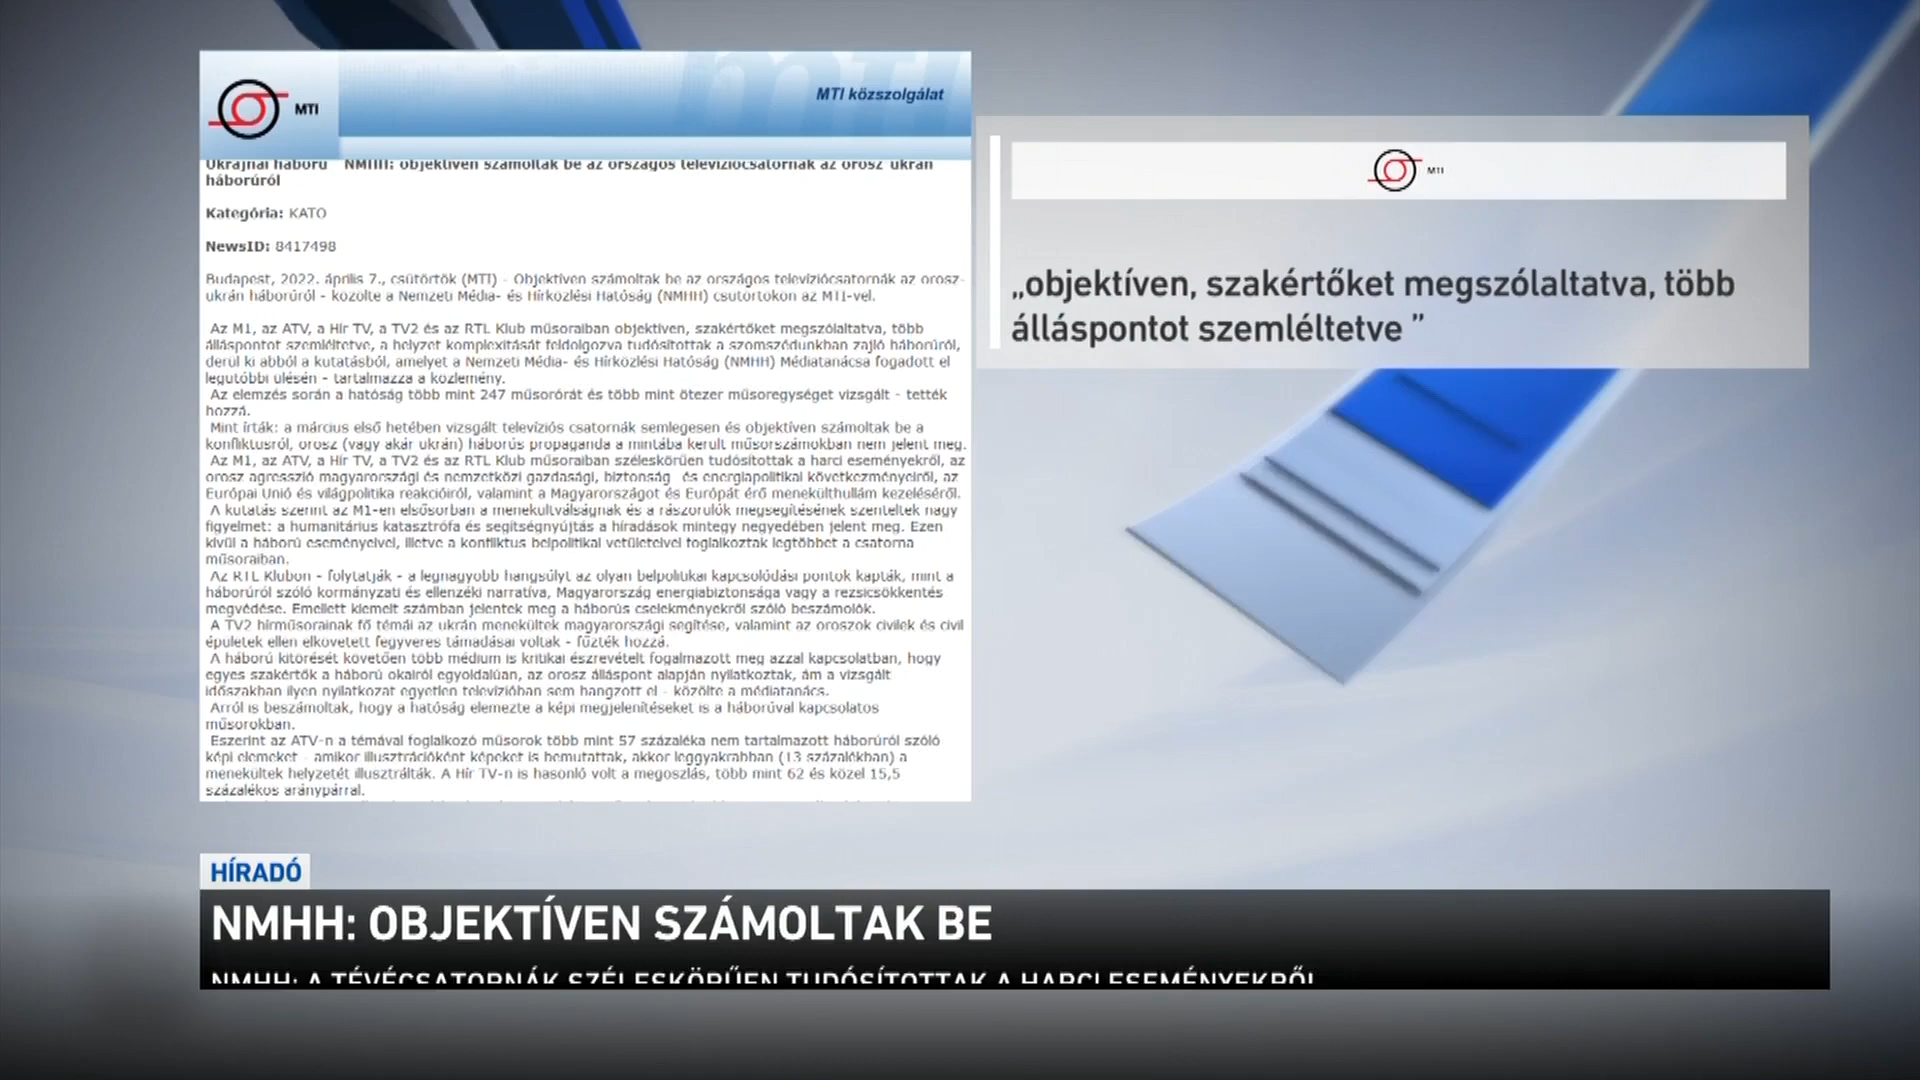 MTI
MTI közszolgálat
Ukrajnai háború NMHH: objektíven számoltak be az országos televíziócsatornák az orosz ukrán
háborúról
Kategória: KATO
NewsID: 8417498
Budapest, 2022. április 7., csütörtök (MTI) - Objektíven számoltak be az országos televíziócsatornák az orosz-
ukrán háborúról - közölte a Nemzeti Média- és Hírközlési Hatóság (NMHH) csütörtökön az MTI-vel.
Az M1, az ATV, a Hír TV, a TV2 és az RTL Klub műsoraiban objektíven, szakértőket megszólaltatva, több
álláspontot szemléltetve, a helyzet komplexitását feldolgozva tudósítottak a szomszédunkban zajló háborúról,
derül ki abból a kutatásból, amelyet a Nemzeti Média- és Hírközlési Hatóság (NMHH) Médiatanácsa fogadott el
legutóbbi ülésén - tartalmazza a közlemény.
Az elemzés során a hatóság több mint 247 műsorórát és több mint ötezer műsoregységet vizsgált - tették
hozzá.
Mint írták: a március első hetében vizsgált televíziós csatornák semlegesen és objektíven számoltak be a
konfliktusról, orosz (vagy akár ukrán) háborús propaganda a mintába került műsorszámokban nem jelent meg.
Az M1, az ATV, a Hír TV, a TV2 és az RTL Klub műsoraiban széleskörűen tudósítottak a harci eseményekről, az
orosz agresszió magyarországi és nemzetközi gazdasági, biztonság és energiapolitikai következményeiről, az
Európai Unió és világpolitika reakcióiról, valamint a Magyarországot és Európát érő menekülthullám kezeléséről.
A kutatás szerint az M1-en elsősorban a menekültválságnak és a rászorulók megsegítésének szenteltek nagy
figyelmet: a humanitárius katasztrófa és segítségnyújtás a híradások mintegy negyedében jelent meg. Ezen
kívül a háború eseményeivel, illetve a konfliktus belpolitikai vetületeivel foglalkoztak legtöbbet a csatorna
műsoraiban.
Az RTL Klubon - folytatják - a legnagyobb hangsúlyt az olyan belpolitikai kapcsolódási pontok kapták, mint a
háborúról szóló kormányzati és ellenzéki narratíva, Magyarország energiabiztonsága vagy a rezsicsökkentés
megvédése. Emellett kiemelt számban jelentek meg a háborús cselekményekről szóló beszámolók.
A TV2 hírműsorainak fő témái az ukrán menekültek magyarországi segítése, valamint az oroszok civilek és civil
épületek ellen elkövetett fegyveres támadásai voltak - fűzték hozzá.
A háború kitörését követően több médium is kritikai észrevételt fogalmazott meg azzal kapcsolatban, hogy
egyes szakértők a háború okairól egyoldalúan, az orosz álláspont alapján nyilatkoztak, ám a vizsgált
időszakban ilyen nyilatkozat egyetlen televízióban sem hangzott el - közölte a médiatanács.
Arról is beszámoltak, hogy a hatóság elemezte a képi megjelenítéseket is a háborúval kapcsolatos
műsorokban.
Eszerint az ATV-n a témával foglalkozó műsorok több mint 57 százaléka nem tartalmazott háborúról szóló
képi elemeket - amikor illusztrációként képeket is bemutattak, akkor leggyakrabban (13 százalékban) a
menekültek helyzetét illusztrálták. A Hír TV-n is hasonló volt a megoszlás, több mint 62 és közel 15,5
százalékos aránypárral.
MTI
„objektíven, szakértőket megszólaltatva, több
álláspontot szemléltetve ”
HÍRADÓ
NMHH: OBJEKTÍVEN SZÁMOLTAK BE
NMHH: A TÉVÉCSATORNÁK SZÉLESKÖRŰEN TUDÓSÍTOTTAK A HARCI ESEMÉNYEKRŐL